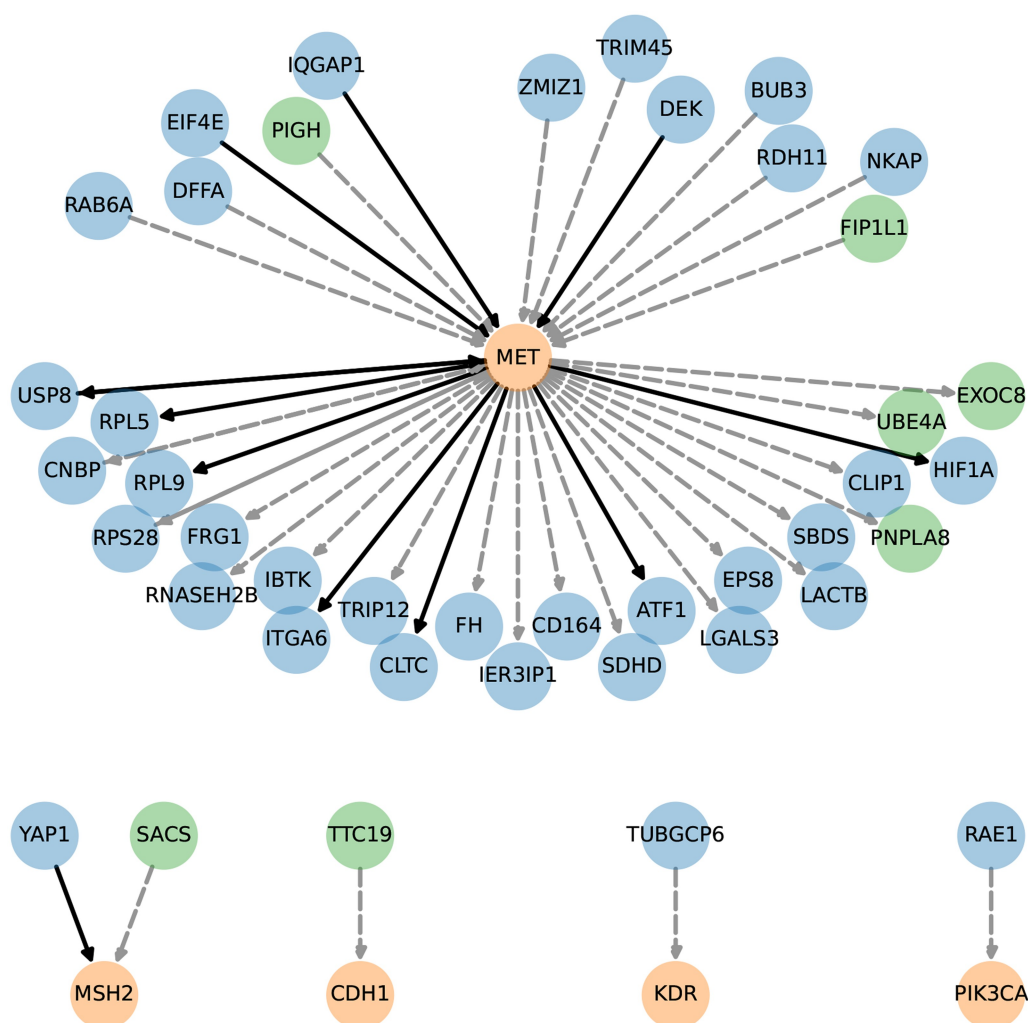 TRIM45
IQGAP1
ZMIZ1
BUB3
DEK
EIF4E
PIGH
RDH11
NKAP
DFFA
RAB6A
FIP1L1
MET
USP8
EXOC8
RPL5
UBE4A
CNBP
HIF1A
RPL9
CLIP1
RPS28
FRG1
SBDS
PNPLA8
IBTK
EPS8
RNASEH2B
LACTB
TRIP12
ATF1
FH
CD164
ITGA6
LGALS3
CLTC
SDHD
IER3IP1
YAP1
SACS
TTC19
TUBGCP6
RAE1
MSH2
CDH1
KDR
PIK3CA